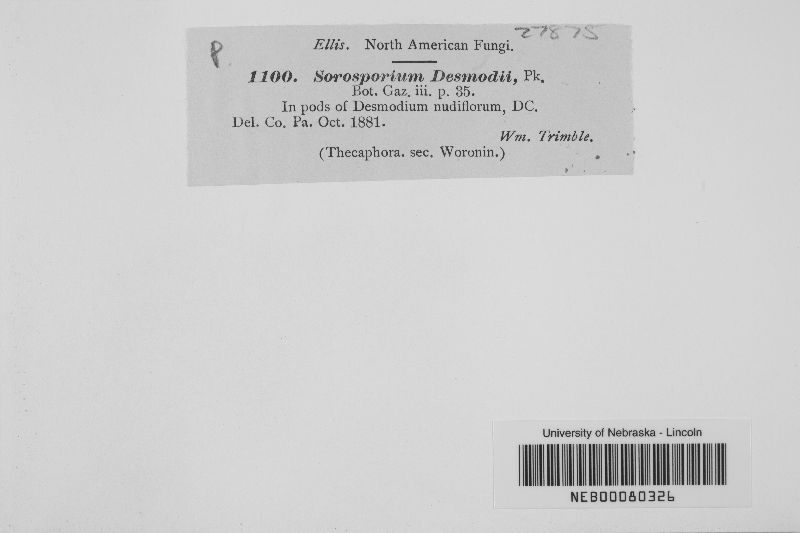 27875
P
Ellis. North American Fungi.
1100. Sorosporium Desmodii, Pk.
Bot. Gaz. iii. p. 35.
In pods of Desmodium nudiflorum, DC.
Del. Co. Pa. Oct. 1881.
Wm. Trimble.
(Thecaphora. sec. Woronin.)
University of Nebraska - Lincoln
NEB00080326